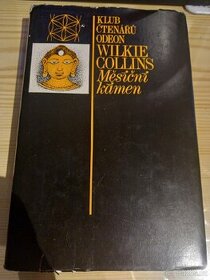 KLUB
ČTENÁŘŮ
ODEON
WILKIE
COLLINS
Měsíční
kámen